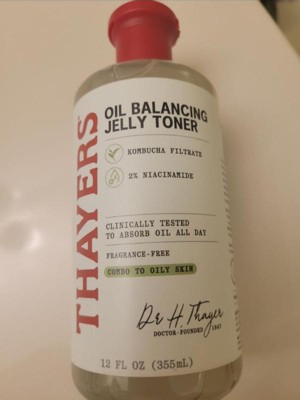 THAYERS
OIL BALANCING
JELLY TONER
KOMBUCHA FILTRATE
2% NIACINAMIDE
CLINICALLY TESTED
TO ABSORB OIL ALL DAY
FRAGRANCE-FREE
COMBO TO OILY SKIN
Dr H. Thayer
DOCTOR-FOUNDED 1847
12 FL OZ (355mL)